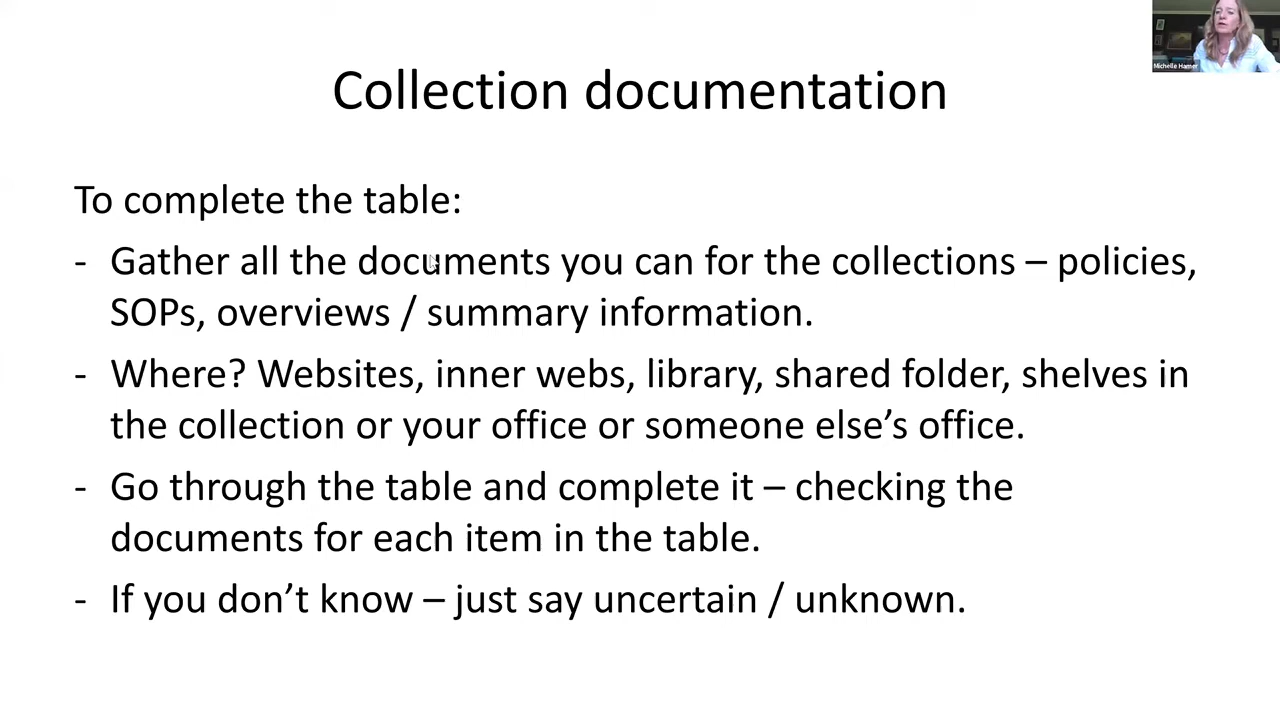 Michelle Hamer
Collection documentation
To complete the table:
- Gather all the documents you can for the collections – policies,
SOPs, overviews / summary information.
- Where? Websites, inner webs, library, shared folder, shelves in
the collection or your office or someone else’s office.
- Go through the table and complete it – checking the
documents for each item in the table.
- If you don’t know – just say uncertain / unknown.